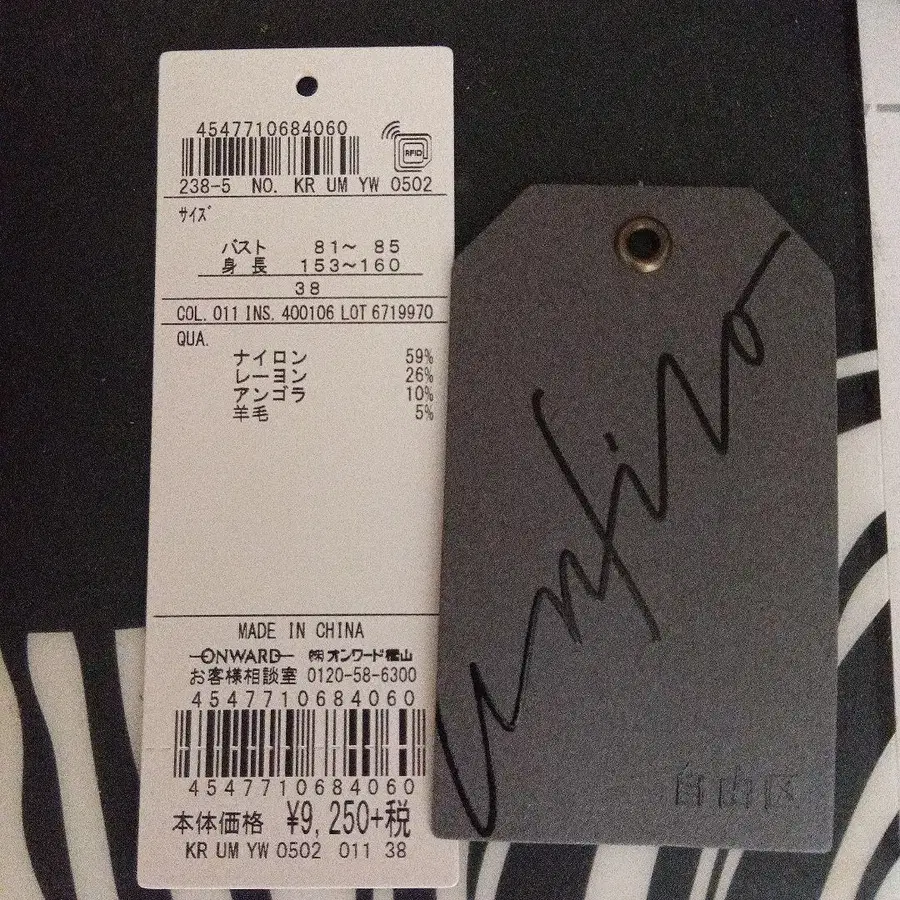 4547710684060
RFID
238-5 NO. KR UM YW 0502
ｻｲｽﾞ
バスト 81～ 85
身長 153～160
38
COL. 011 INS. 400106 LOT 6719970
QUA.
ナイロン 59%
レーヨン 26%
アンゴラ 10%
羊毛 5%
MADE IN CHINA
ONWARD ㈱オンワード樫山
お客様相談室 0120-58-6300
4547710684060
4547710684060
本体価格 ¥9,250+税
KR UM YW 0502 011 38
unfilo
自由区